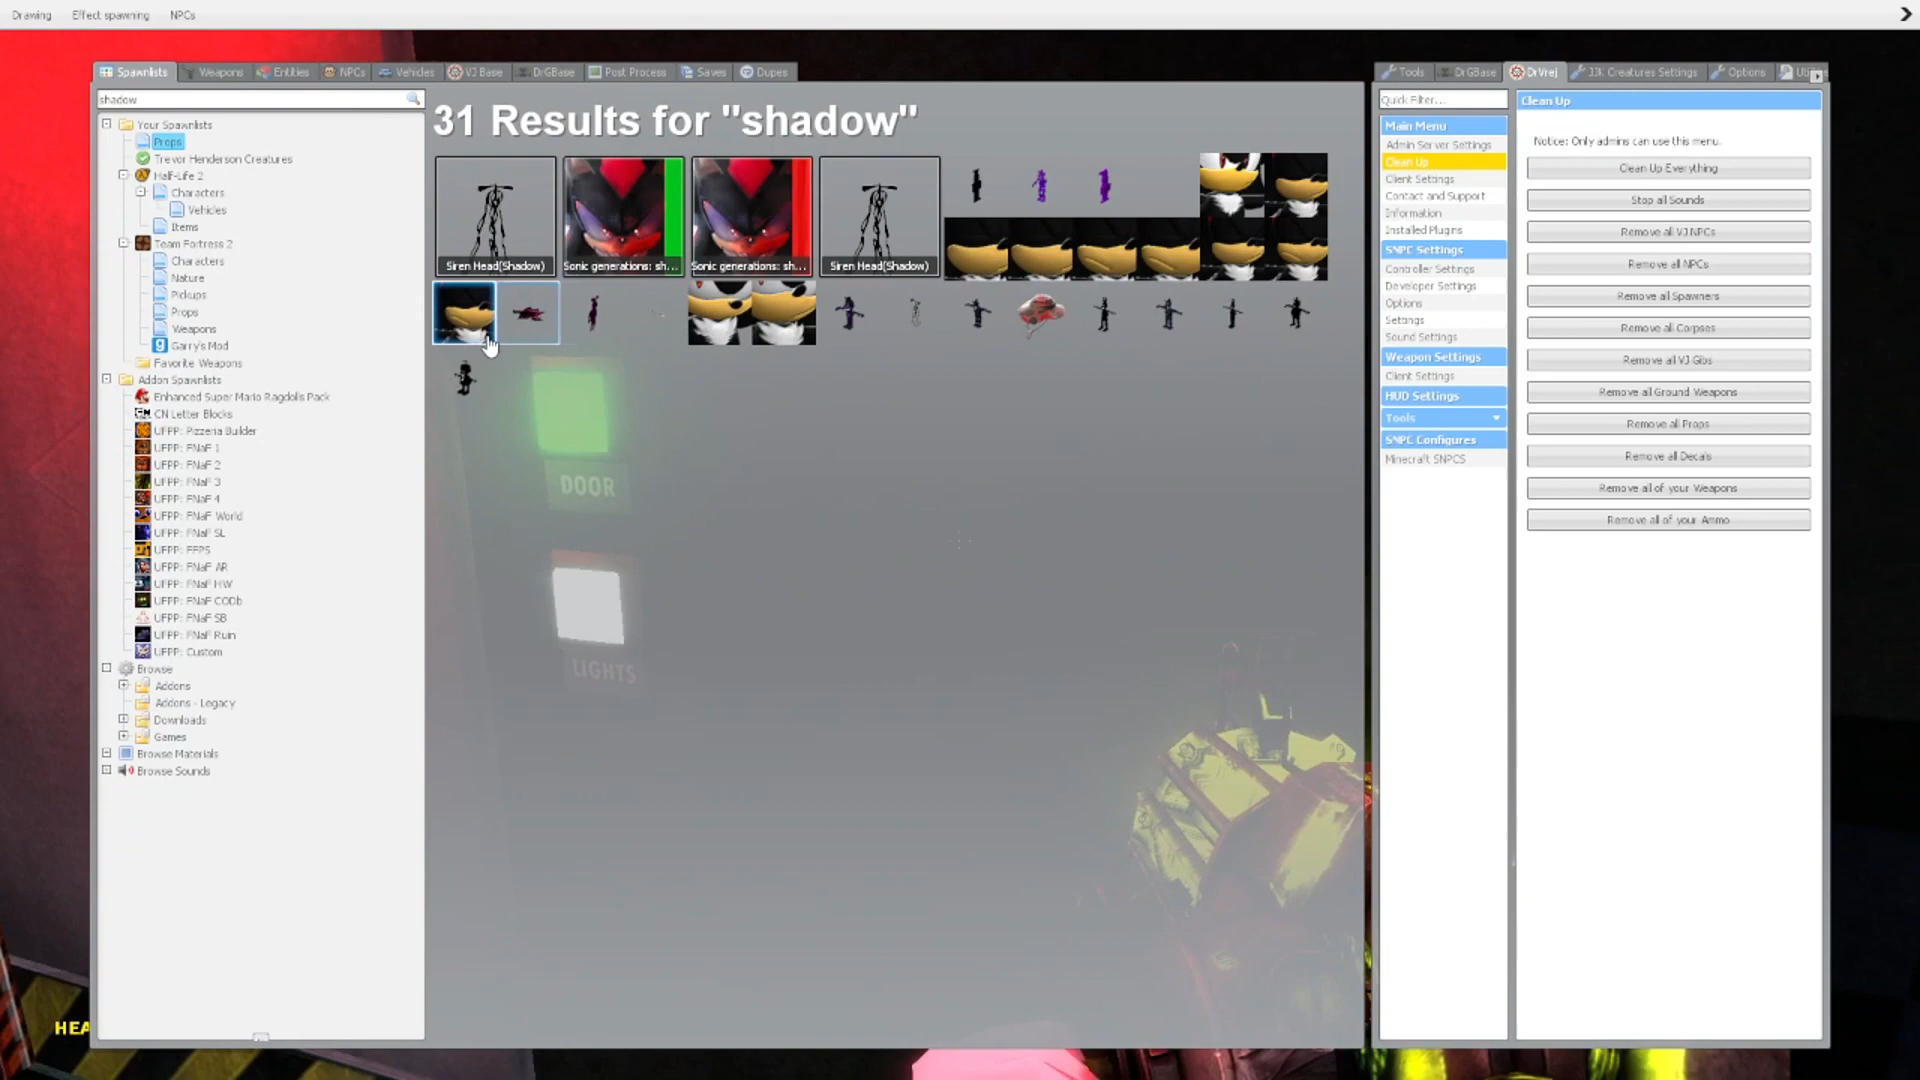 Drawing Effect spawning NPCs
Spawnlists Weapons Entities NPCs Vehicles VJ Base DrGBase Post Process Saves Dupes
shadow
Your Spawnlists
Props
Trevor Henderson Creatures
Half-Life 2
Characters
Vehicles
Items
Team Fortress 2
Characters
Nature
Pickups
Props
Weapons
Garry's Mod
Favorite Weapons
Addon Spawnlists
Enhanced Super Mario Ragdolls Pack
CN Letter Blocks
UFPP: Pizzeria Builder
UFPP: FNaF 1
UFPP: FNaF 2
UFPP: FNaF 3
UFPP: FNaF 4
UFPP: FNaF World
UFPP: FNaF SL
UFPP: FFPS
UFPP: FNaF AR
UFPP: FNaF HW
UFPP: FNaF CODb
UFPP: FNaF SB
UFPP: FNaF Ruin
UFPP: Custom
Browse
Addons
Addons - Legacy
Downloads
Games
Browse Materials
Browse Sounds
31 Results for "shadow"
Siren Head(Shadow)
Sonic generations: sh...
Sonic generations: sh...
Siren Head(Shadow)
DOOR
LIGHTS
HEA
Tools DrGBase DrVrej JJK Creatures Settings Options
Quick Filter...
Main Menu
Admin Server Settings
Clean Up
Client Settings
Contact and Support
Information
Installed Plugins
SNPC Settings
Controller Settings
Developer Settings
Options
Settings
Sound Settings
Weapon Settings
Client Settings
HUD Settings
Tools
SNPC Configures
Minecraft SNPCS
Clean Up
Notice: Only admins can use this menu.
Clean Up Everything
Stop all Sounds
Remove all VJ NPCs
Remove all NPCs
Remove all Spawners
Remove all Corpses
Remove all VJ Gibs
Remove all Ground Weapons
Remove all Props
Remove all Decals
Remove all of your Weapons
Remove all of your Ammo